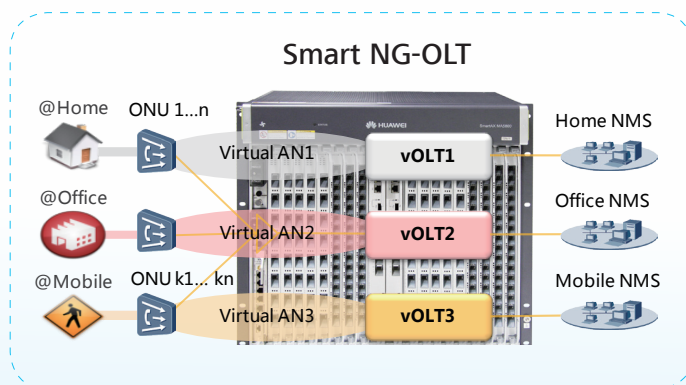 Smart NG-OLT
@Home
ONU 1...n
Virtual AN1
vOLT1
Home NMS
HUAWEI
@Office
Virtual AN2
vOLT2
Office NMS
@Mobile
ONU k1... kn
Virtual AN3
vOLT3
Mobile NMS